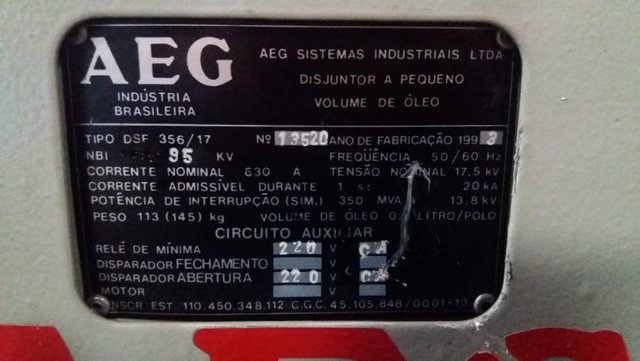 AEG
INDÚSTRIA
BRASILEIRA
AEG SISTEMAS INDUSTRIAIS LTDA
DISJUNTOR A PEQUENO
VOLUME DE ÓLEO
TIPO DSF 356/17 Nº 13520 ANO DE FABRICAÇÃO 1998
NBI 95 KV FREQÜÊNCIA 50/60 Hz
CORRENTE NOMINAL 630 A TENSÃO NOMINAL 17,5 kV
CORRENTE ADMISSÍVEL DURANTE 1 s: 20 kA
POTÊNCIA DE INTERRUPÇÃO (SIM.) 350 MVA 13.8 kV
PESO 113 (145) kg VOLUME DE ÓLEO LITRO/POLO
CIRCUITO AUXILIAR
RELÉ DE MÍNIMA 220 V CA
DISPARADOR FECHAMENTO V
DISPARADOR ABERTURA 220 V CA
MOTOR V
INSCR EST. 110.450.348.112 C.G.C. 45.105.848/0001-13